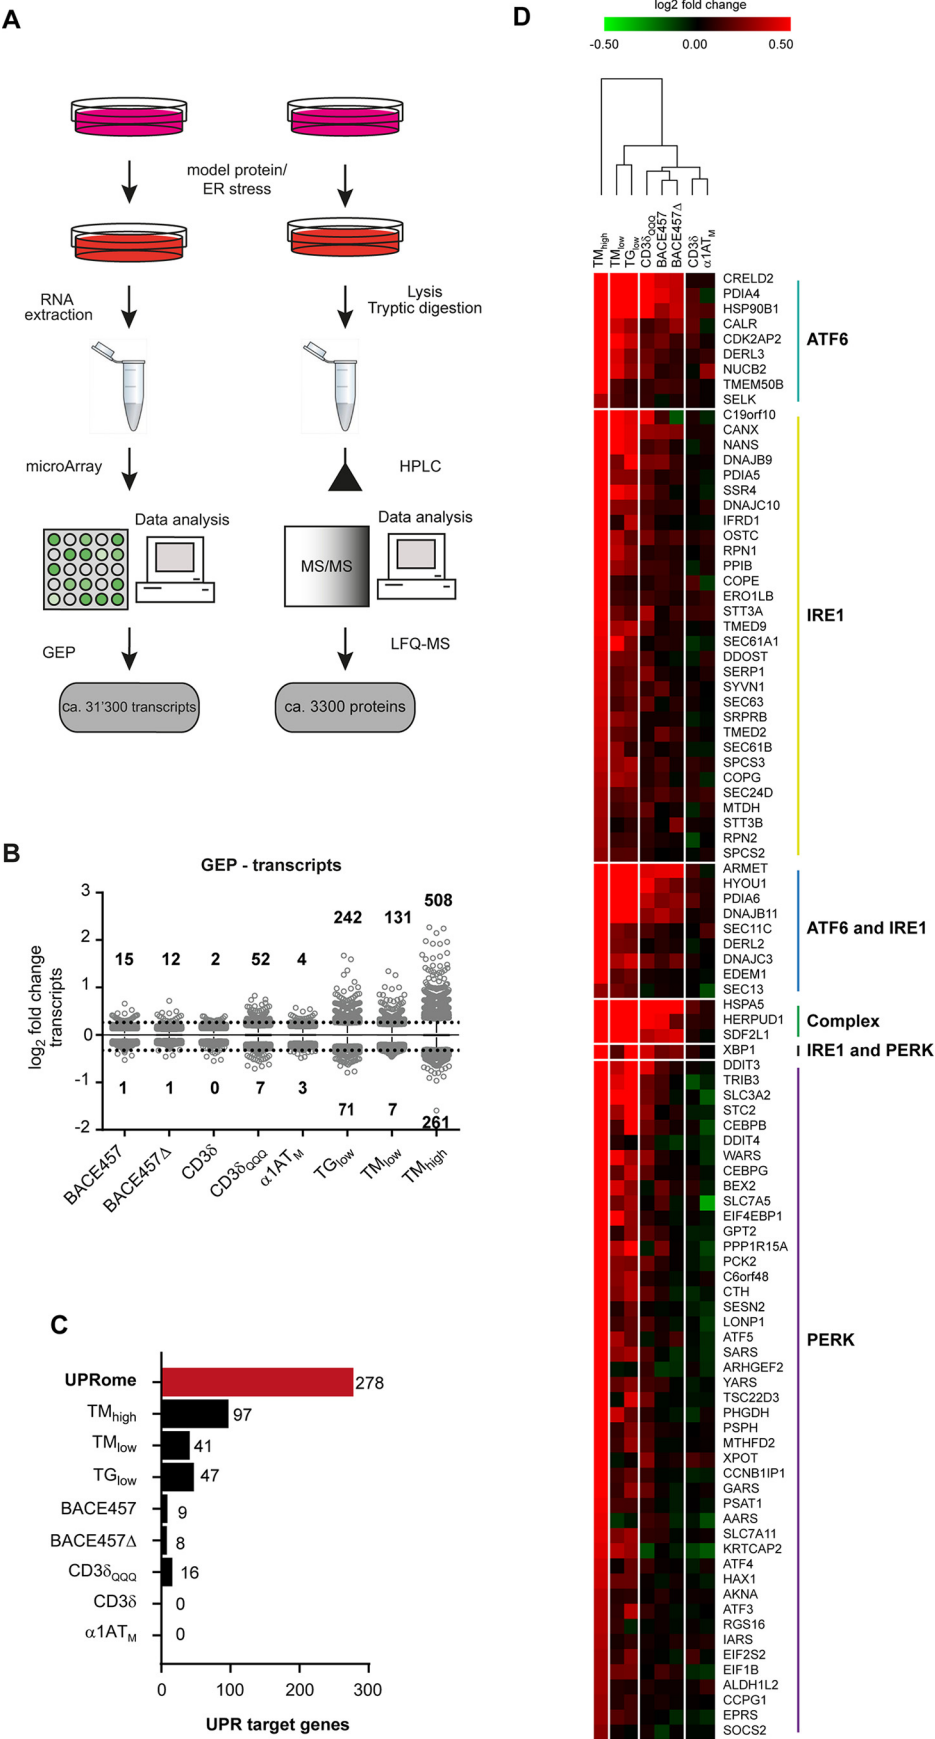 A
model protein/
ER stress
RNA
extraction
Lysis
Tryptic digestion
microArray
HPLC
Data analysis
Data analysis
MS/MS
GEP
LFQ-MS
ca. 31'300 transcripts
ca. 3300 proteins
B
GEP - transcripts
log2 fold change
transcripts
3
2
1
0
-1
-2
15
12
2
52
4
242
131
508
1
1
0
7
3
71
7
261
BACE457
BACE457Δ
CD3δ
CD3δQQQ
α1ATM
TGlow
TMlow
TMhigh
C
UPRome
278
TMhigh
97
TMlow
41
TGlow
47
BACE457
9
BACE457Δ
8
CD3δQQQ
16
CD3δ
0
α1ATM
0
0
100
200
300
UPR target genes
D
log2 fold change
-0.50
0.00
0.50
TMhigh
TMlow
TGlow
CD3δQQQ
BACE457
BACE457Δ
CD3δ
α1ATM
CRELD2
PDIA4
HSP90B1
CALR
CDK2AP2
DERL3
NUCB2
TMEM50B
SELK
ATF6
C19orf10
CANX
NANS
DNAJB9
PDIA5
SSR4
DNAJC10
IFRD1
OSTC
RPN1
PPIB
COPE
ERO1LB
STT3A
TMED9
SEC61A1
DDOST
SERP1
SYVN1
SEC63
SRPRB
TMED2
SEC61B
SPCS3
COPG
SEC24D
MTDH
STT3B
RPN2
SPCS2
IRE1
ARMET
HYOU1
PDIA6
DNAJB11
SEC11C
DERL2
DNAJC3
EDEM1
SEC13
ATF6 and IRE1
HSPA5
HERPUD1
SDF2L1
Complex
XBP1
IRE1 and PERK
DDIT3
TRIB3
SLC3A2
STC2
CEBPB
DDIT4
WARS
CEBPG
BEX2
SLC7A5
EIF4EBP1
GPT2
PPP1R15A
PCK2
C6orf48
CTH
SESN2
LONP1
ATF5
SARS
ARHGEF2
YARS
TSC22D3
PHGDH
PSPH
MTHFD2
XPOT
CCNB1IP1
GARS
PSAT1
AARS
SLC7A11
KRTCAP2
ATF4
HAX1
AKNA
ATF3
RGS16
IARS
EIF2S2
EIF1B
ALDH1L2
CCPG1
EPRS
SOCS2
PERK